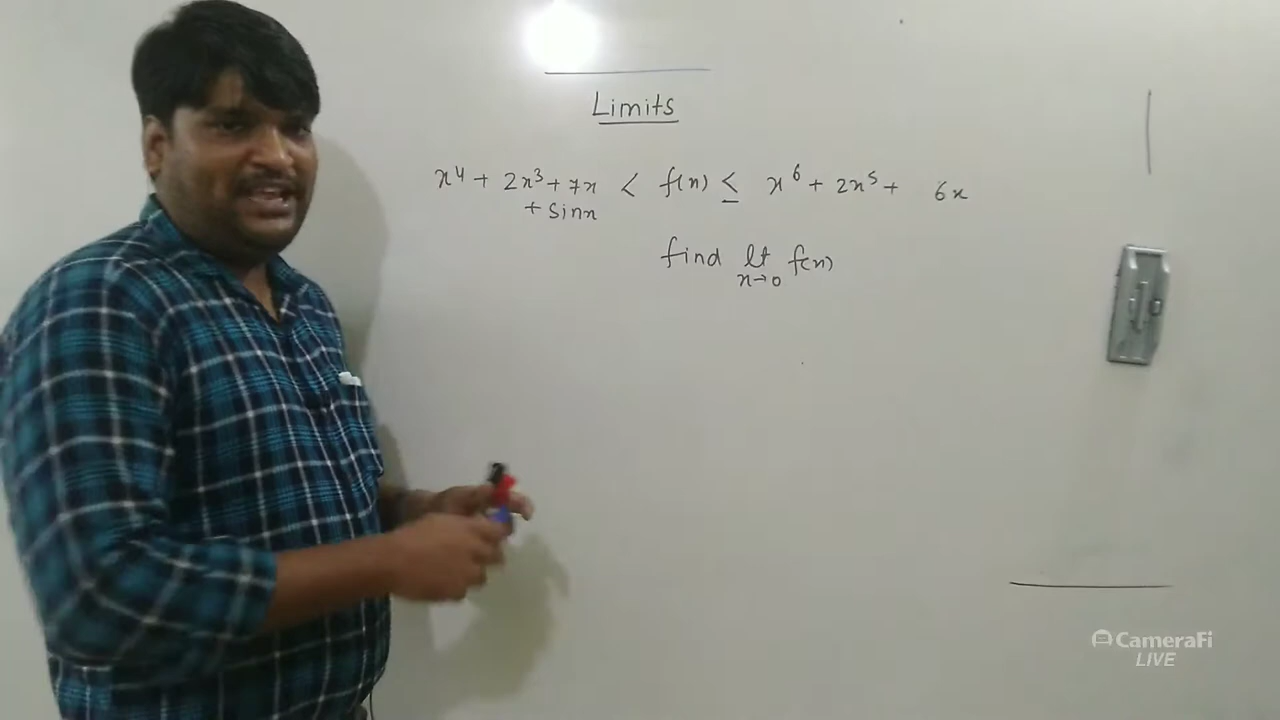 Limits
x⁴ + 2x³ + 7x < f(x) ≤ x⁶ + 2x⁵ + 6x
+ sinx
find lt f(x)
x→0
CameraFi
LIVE